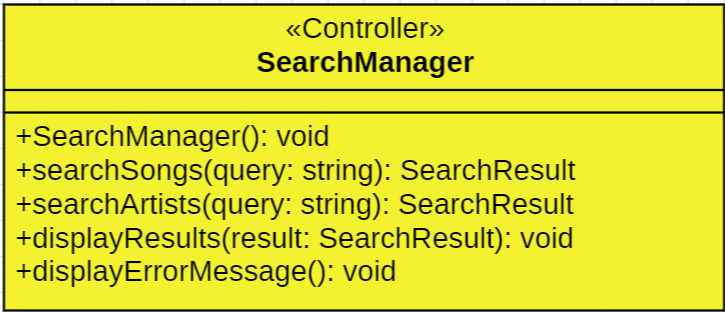 «Controller»
SearchManager
+SearchManager(): void
+searchSongs(query: string): SearchResult
+searchArtists(query: string): SearchResult
+displayResults(result: SearchResult): void
+displayErrorMessage(): void